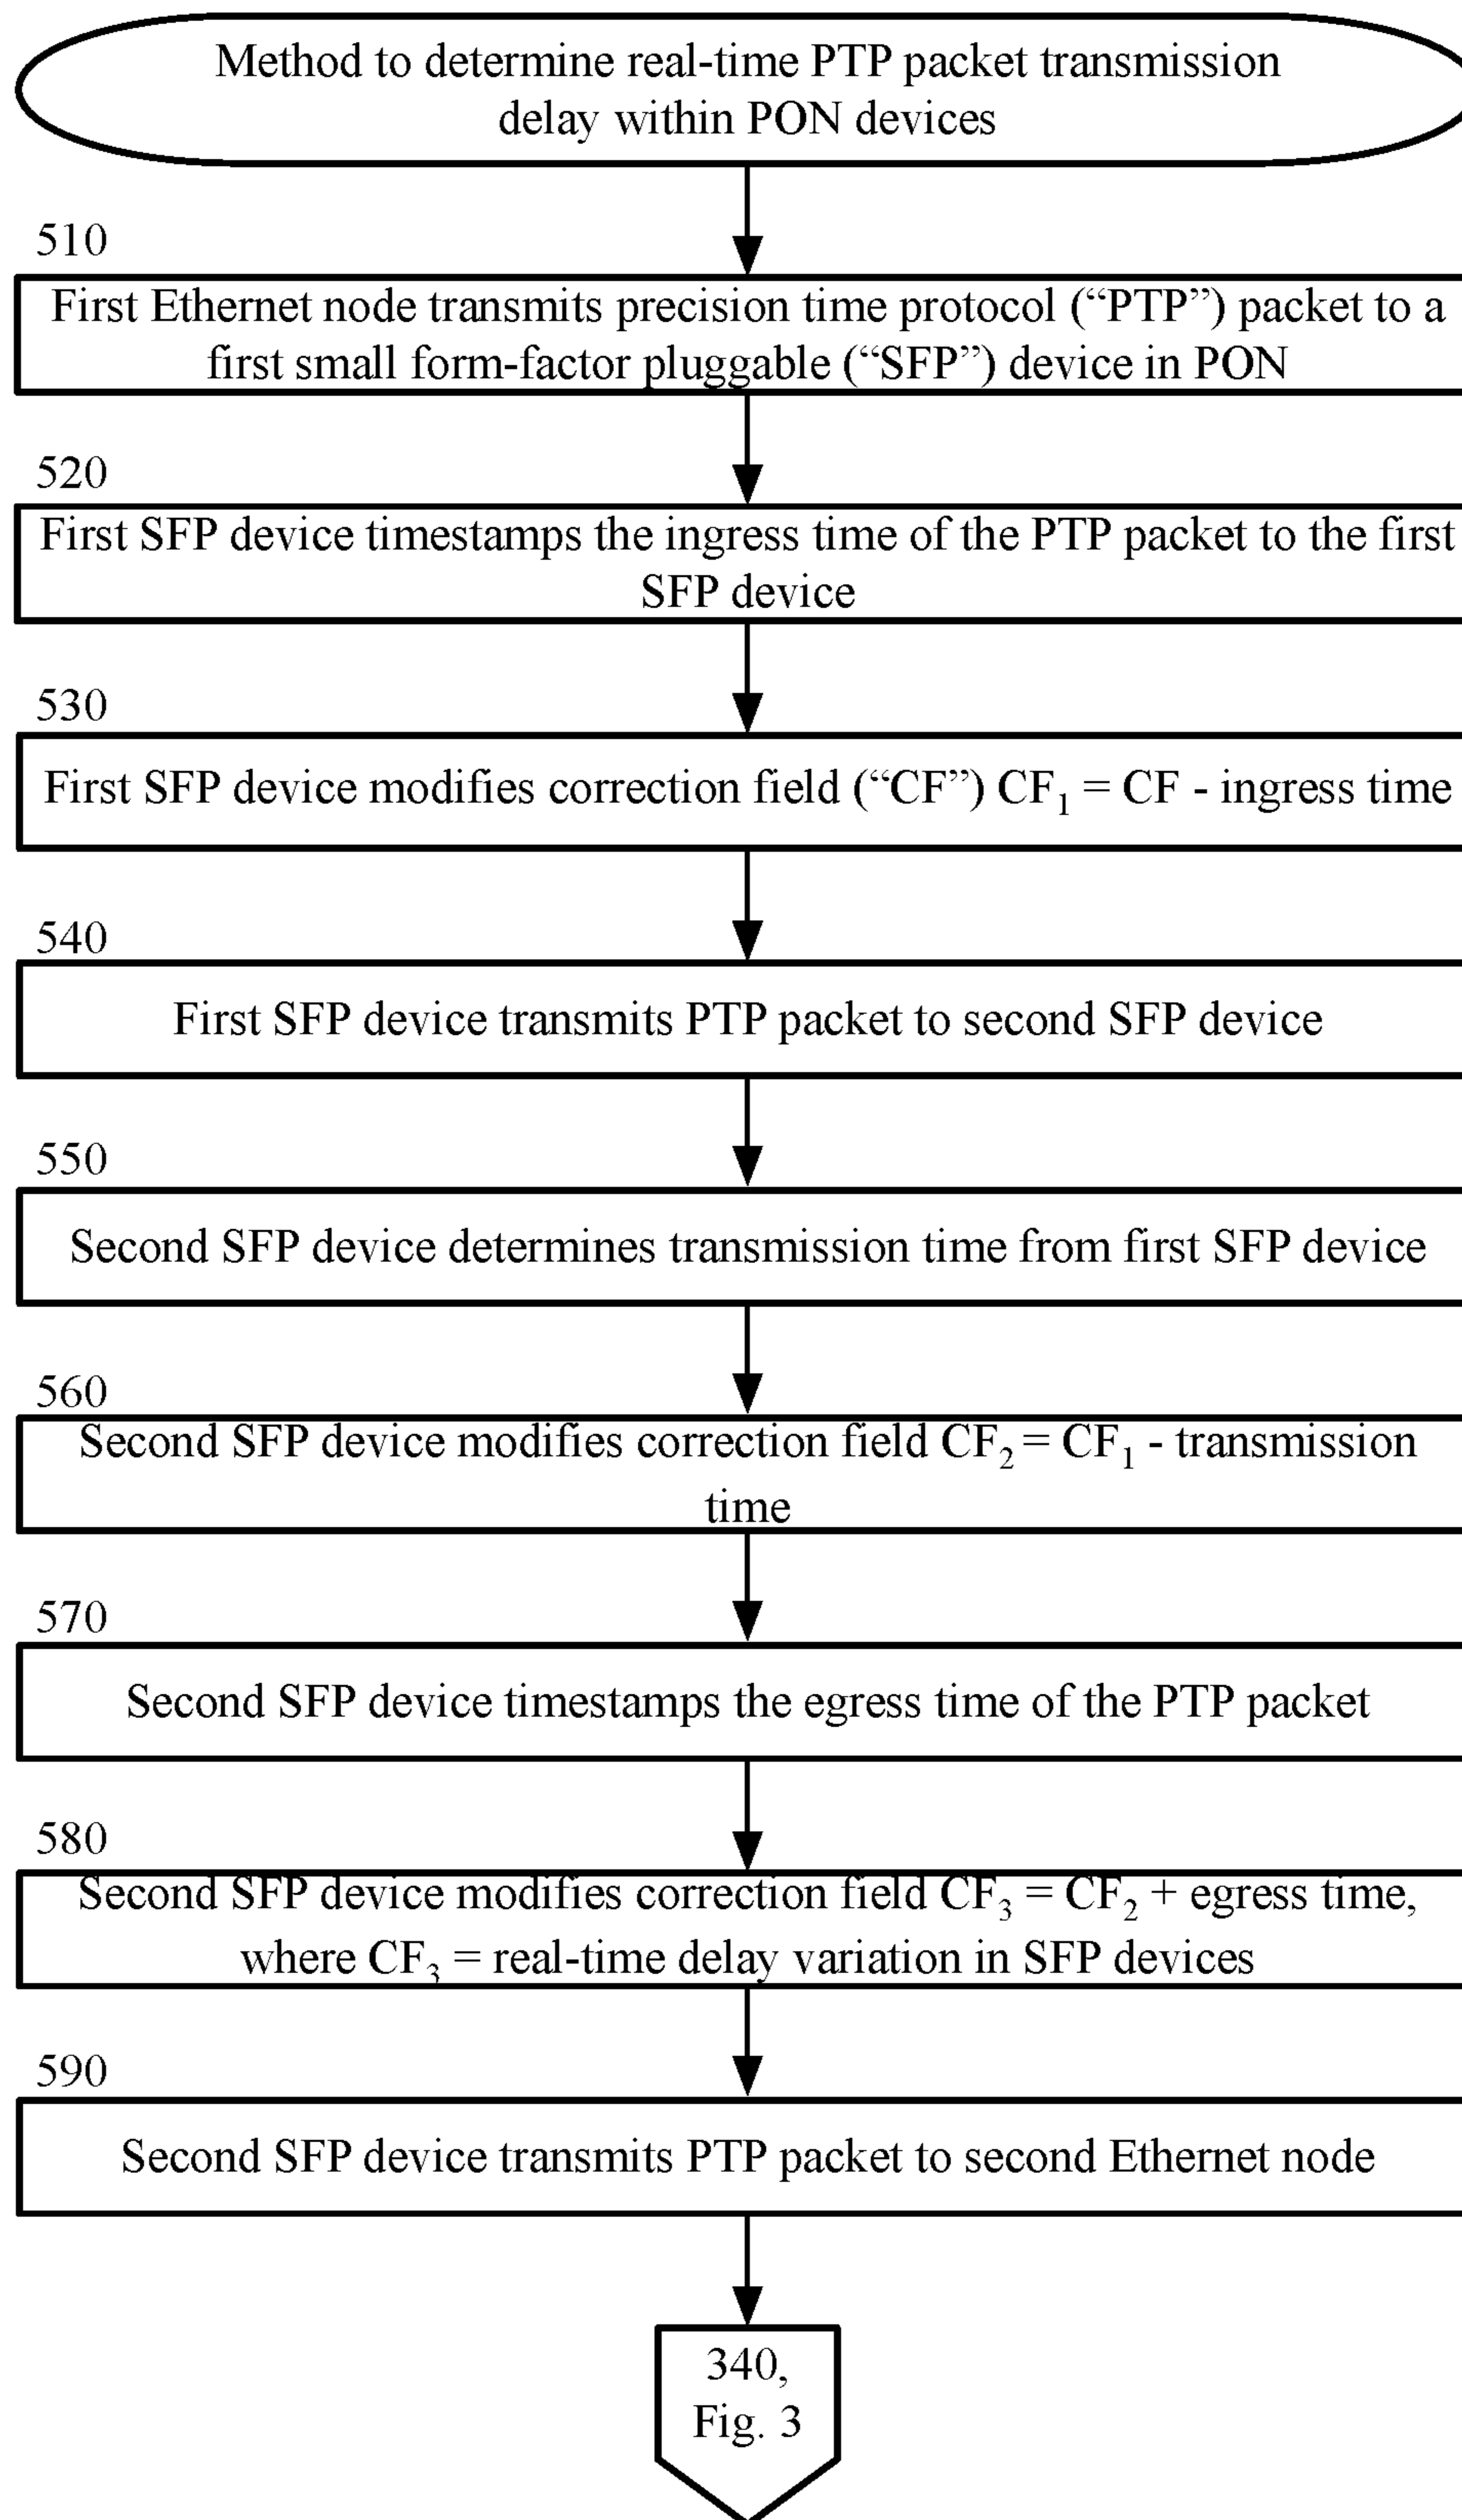 Method to determine real-time PTP packet transmission
delay within PON devices
510
First Ethernet node transmits precision time protocol (“PTP”) packet to a
first small form-factor pluggable (“SFP”) device in PON
520
First SFP device timestamps the ingress time of the PTP packet to the first
SFP device
530
First SFP device modifies correction field (“CF”) CF₁ = CF - ingress time
540
First SFP device transmits PTP packet to second SFP device
550
Second SFP device determines transmission time from first SFP device
560
Second SFP device modifies correction field CF₂ = CF₁ - transmission
time
570
Second SFP device timestamps the egress time of the PTP packet
580
Second SFP device modifies correction field CF₃ = CF₂ + egress time,
where CF₃ = real-time delay variation in SFP devices
590
Second SFP device transmits PTP packet to second Ethernet node
340,
Fig. 3